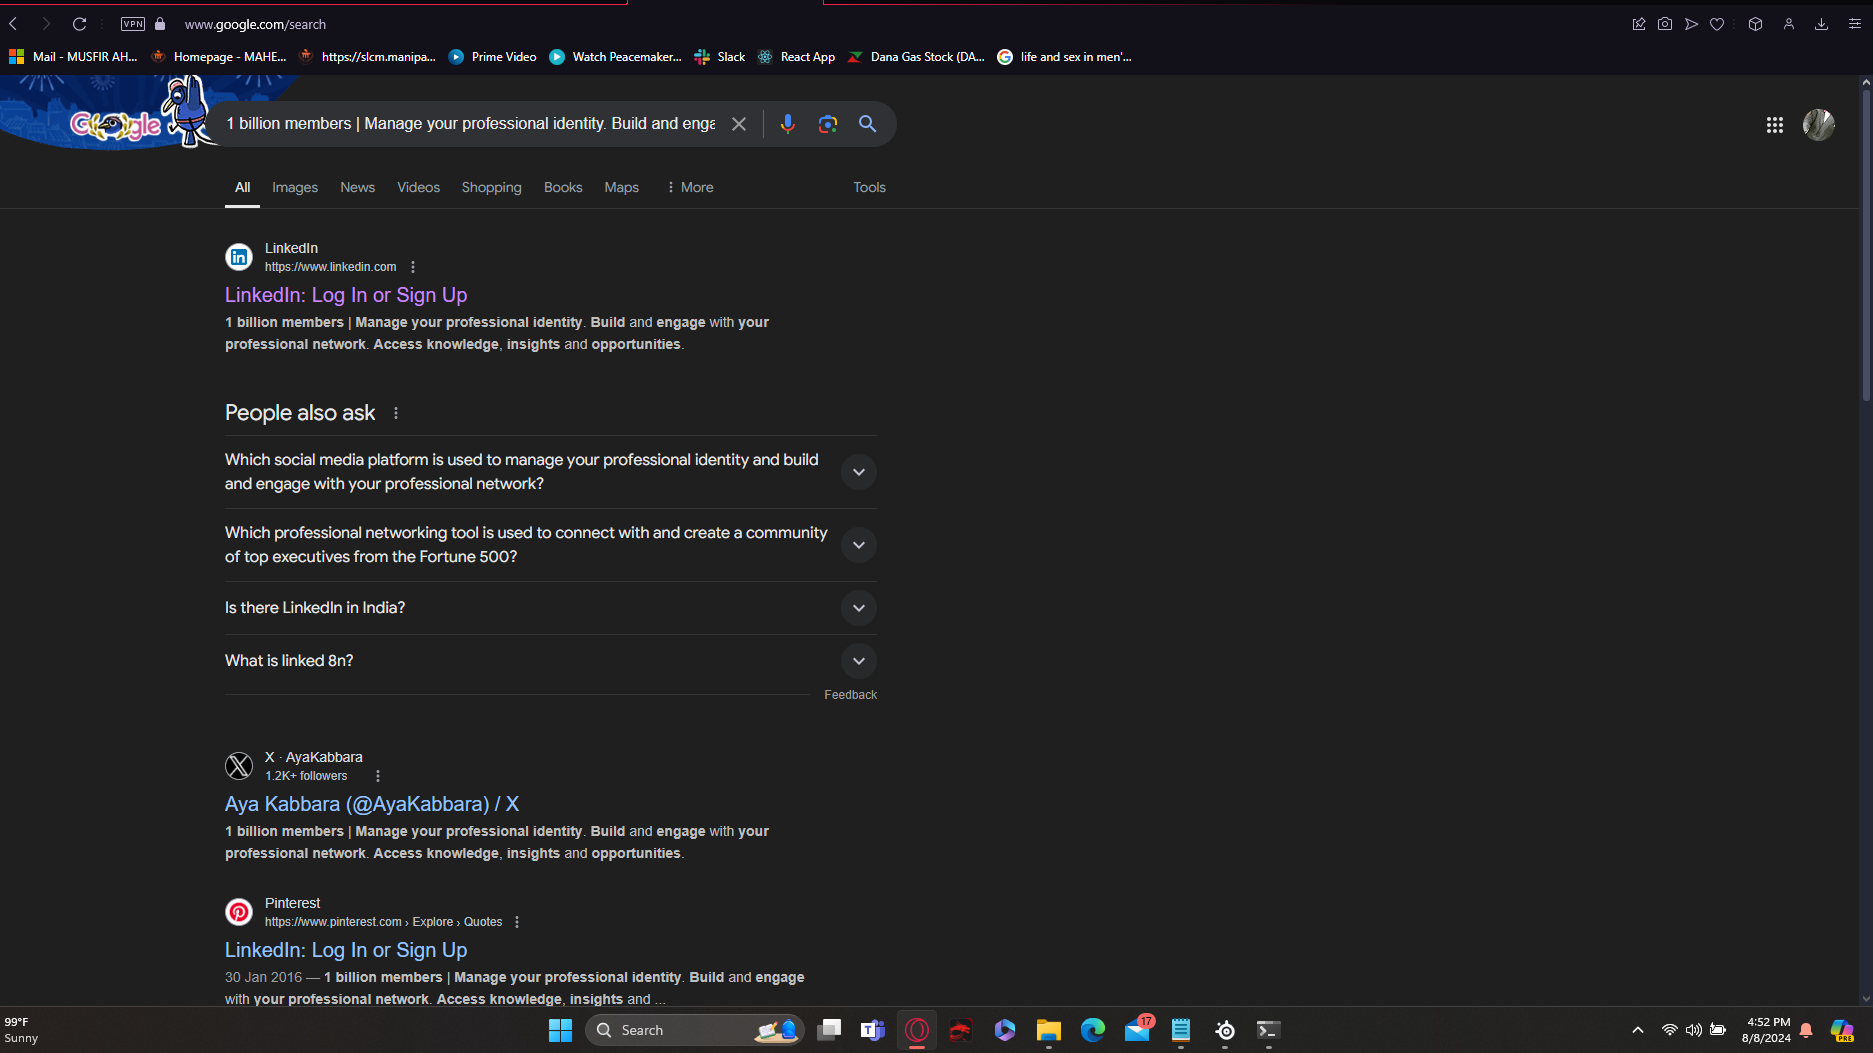 VPN
www.google.com/search
Mail - MUSFIR AH...
Homepage - MAHE...
https://slcm.manipa...
Prime Video
Watch Peacemaker...
Slack
React App
Dana Gas Stock (DA...
life and sex in men'...
Google
1 billion members | Manage your professional identity. Build and enga
All
Images
News
Videos
Shopping
Books
Maps
More
Tools
LinkedIn
https://www.linkedin.com
LinkedIn: Log In or Sign Up
1 billion members | Manage your professional identity. Build and engage with your
professional network. Access knowledge, insights and opportunities.
People also ask
Which social media platform is used to manage your professional identity and build
and engage with your professional network?
Which professional networking tool is used to connect with and create a community
of top executives from the Fortune 500?
Is there LinkedIn in India?
What is linked 8n?
Feedback
X · AyaKabbara
1.2K+ followers
Aya Kabbara (@AyaKabbara) / X
1 billion members | Manage your professional identity. Build and engage with your
professional network. Access knowledge, insights and opportunities.
Pinterest
https://www.pinterest.com › Explore › Quotes
LinkedIn: Log In or Sign Up
30 Jan 2016 — 1 billion members | Manage your professional identity. Build and engage
with your professional network. Access knowledge, insights and ...
99°F
Sunny
Search
17
4:52 PM
8/8/2024
PRE